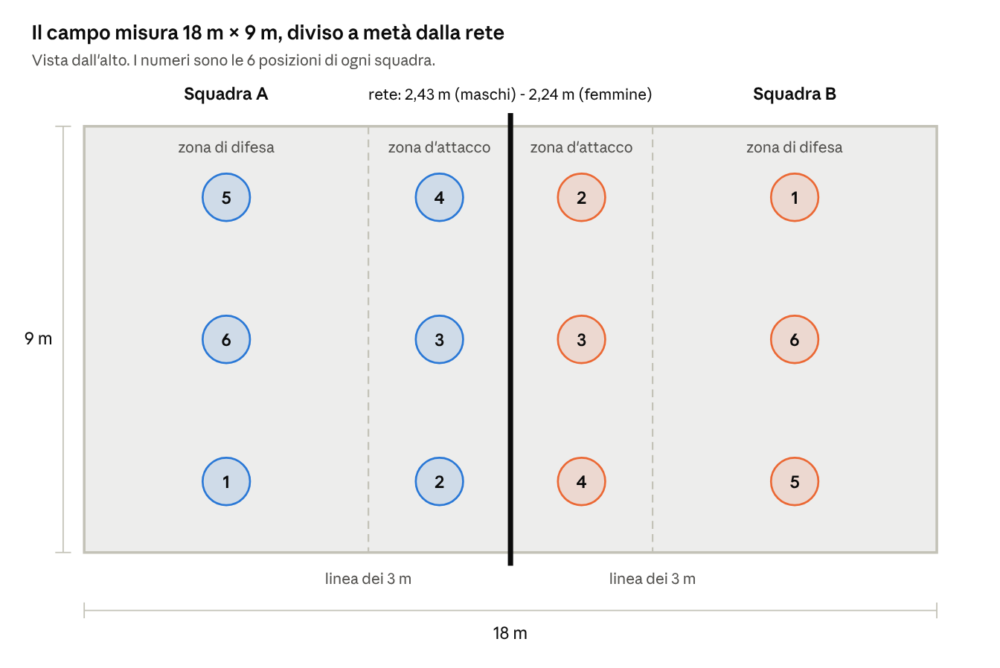 Il campo misura 18 m × 9 m, diviso a metà dalla rete
Vista dall'alto. I numeri sono le 6 posizioni di ogni squadra.
Squadra A
rete: 2,43 m (maschi) - 2,24 m (femmine)
Squadra B
zona di difesa
zona d'attacco
zona d'attacco
zona di difesa
5
4
2
1
9 m
6
3
3
6
1
2
4
5
linea dei 3 m
linea dei 3 m
18 m